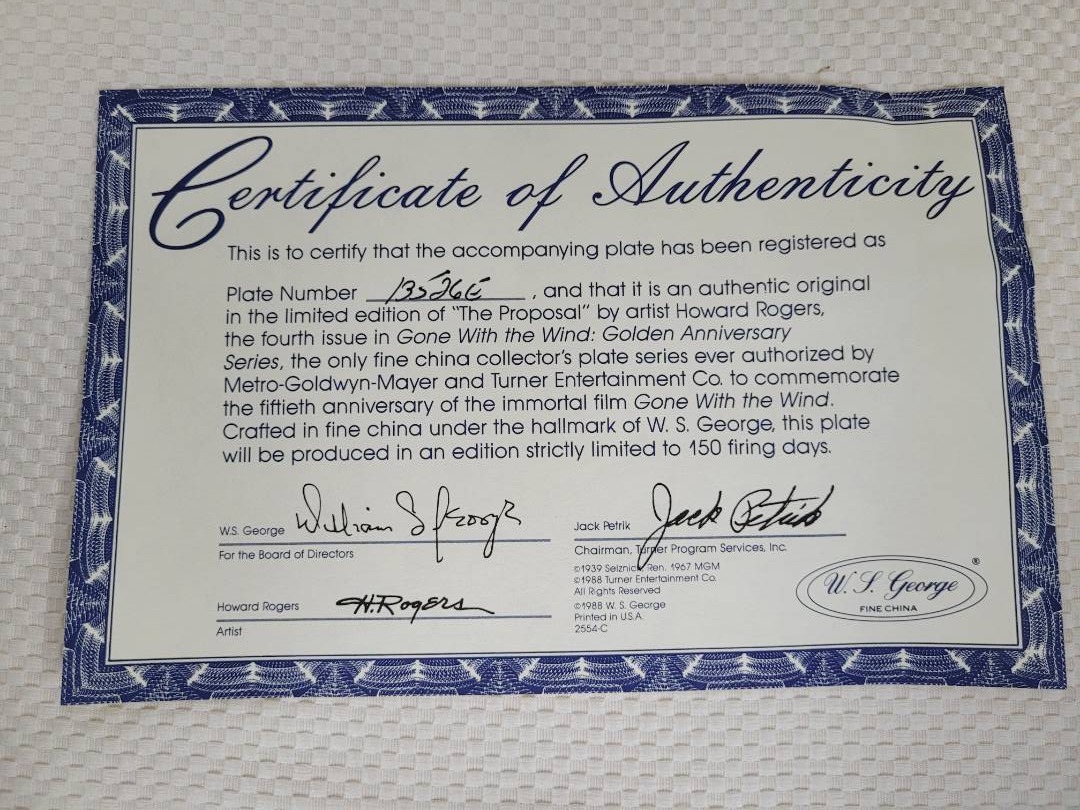 Certificate of Authenticity
This is to certify that the accompanying plate has been registered as
Plate Number 13526E , and that it is an authentic original
in the limited edition of "The Proposal" by artist Howard Rogers,
the fourth issue in Gone With the Wind: Golden Anniversary
Series, the only fine china collector's plate series ever authorized by
Metro-Goldwyn-Mayer and Turner Entertainment Co. to commemorate
the fiftieth anniversary of the immortal film Gone With the Wind.
Crafted in fine china under the hallmark of W. S. George, this plate
will be produced in an edition strictly limited to 150 firing days.
W.S. George William S George
For the Board of Directors
Howard Rogers H. Rogers
Artist
Jack Petrik Jack Petrik
Chairman, Turner Program Services, Inc.
©1939 Selznick Ren. 1967 MGM
©1988 Turner Entertainment Co.
All Rights Reserved
©1988 W. S. George
Printed in U.S.A.
2554-C
W. S. George ®
FINE CHINA